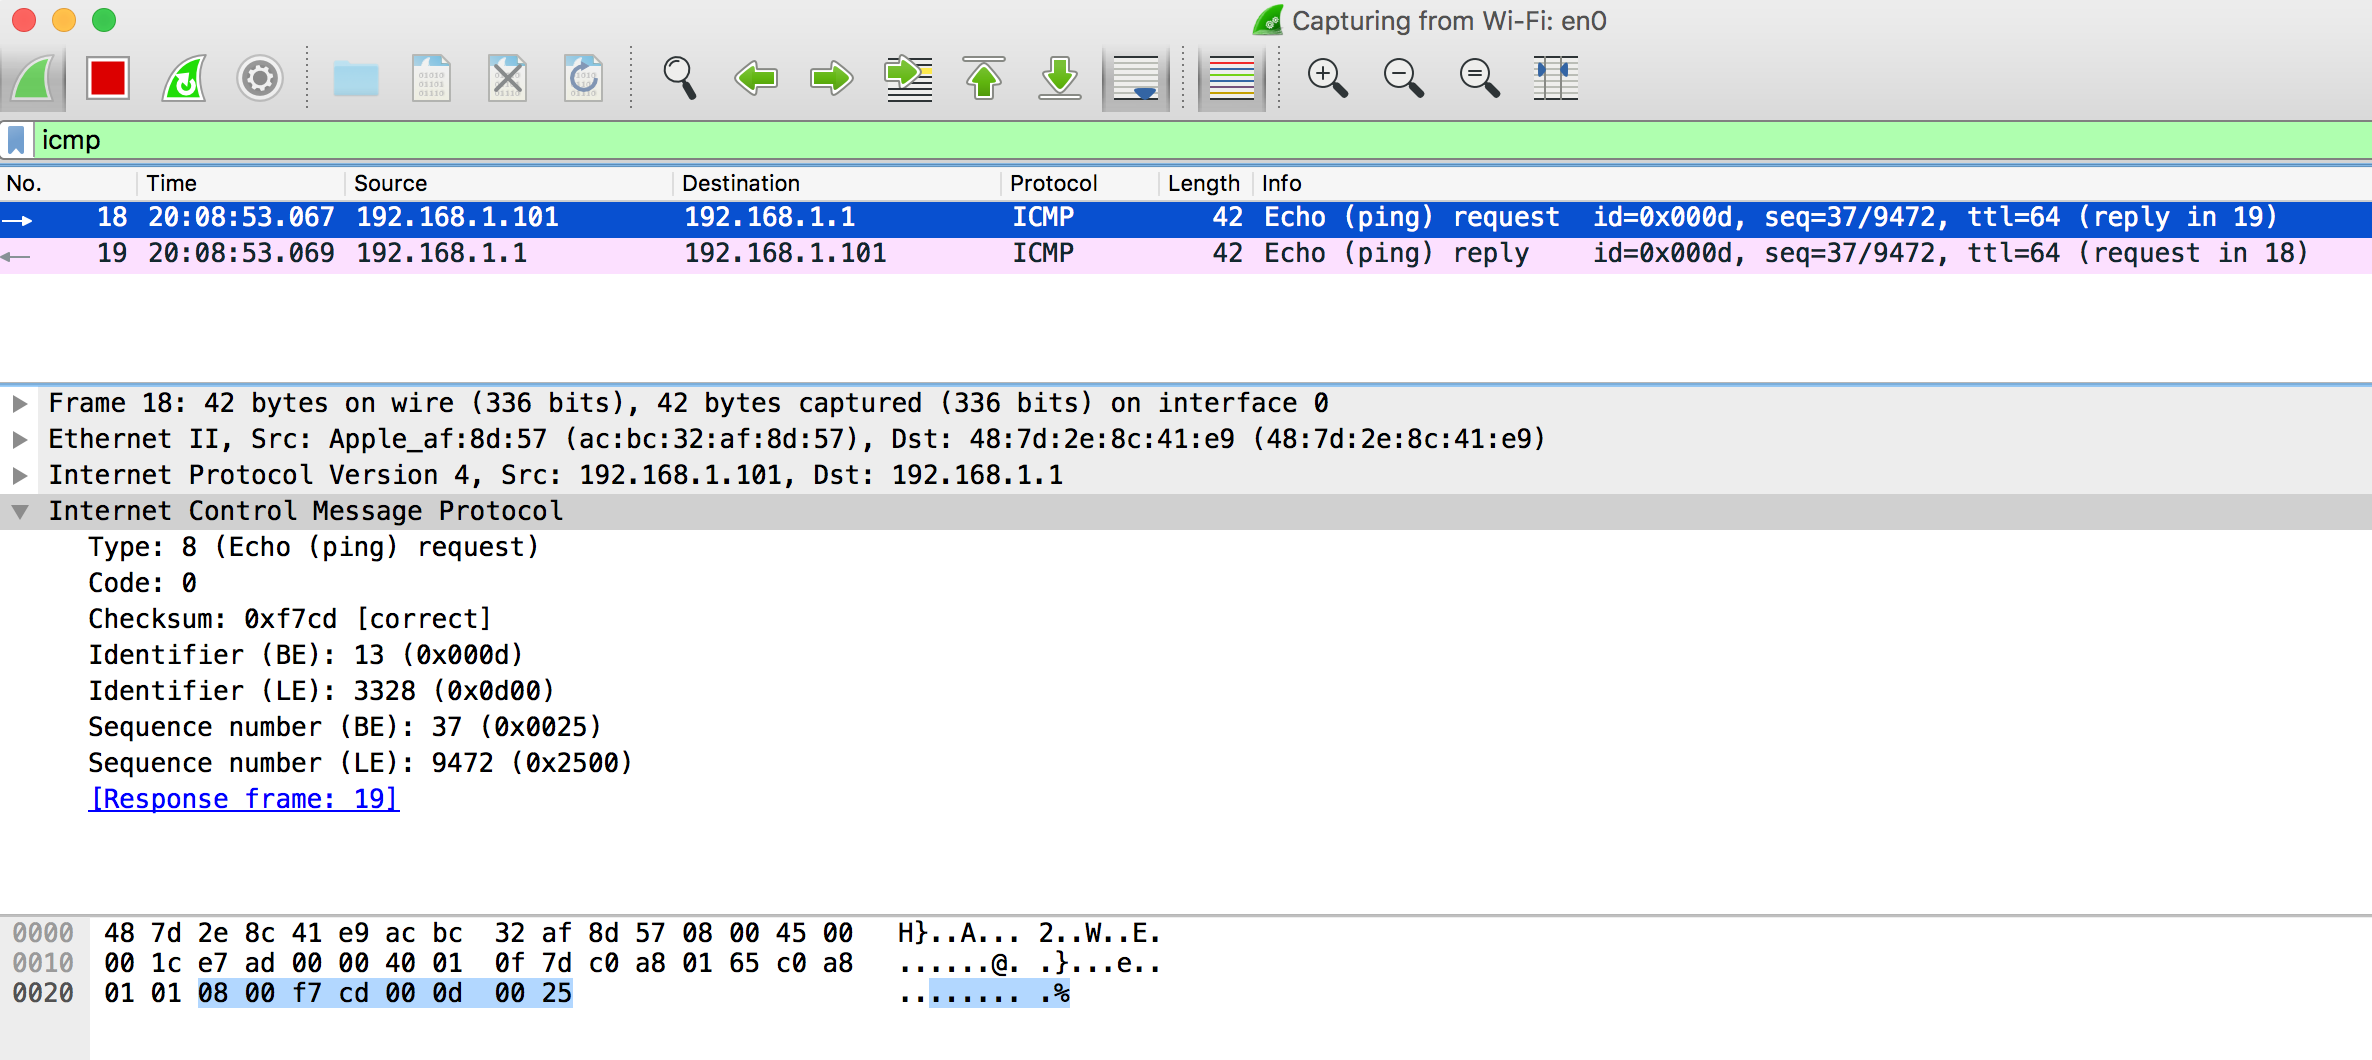 Capturing from Wi-Fi: en0
icmp
No. Time Source Destination Protocol Length Info
18 20:08:53.067 192.168.1.101 192.168.1.1 ICMP 42 Echo (ping) request id=0x000d, seq=37/9472, ttl=64 (reply in 19)
19 20:08:53.069 192.168.1.1 192.168.1.101 ICMP 42 Echo (ping) reply id=0x000d, seq=37/9472, ttl=64 (request in 18)
Frame 18: 42 bytes on wire (336 bits), 42 bytes captured (336 bits) on interface 0
Ethernet II, Src: Apple_af:8d:57 (ac:bc:32:af:8d:57), Dst: 48:7d:2e:8c:41:e9 (48:7d:2e:8c:41:e9)
Internet Protocol Version 4, Src: 192.168.1.101, Dst: 192.168.1.1
Internet Control Message Protocol
Type: 8 (Echo (ping) request)
Code: 0
Checksum: 0xf7cd [correct]
Identifier (BE): 13 (0x000d)
Identifier (LE): 3328 (0x0d00)
Sequence number (BE): 37 (0x0025)
Sequence number (LE): 9472 (0x2500)
[Response frame: 19]
0000 48 7d 2e 8c 41 e9 ac bc 32 af 8d 57 08 00 45 00 H}..A... 2..W..E.
0010 00 1c e7 ad 00 00 40 01 0f 7d c0 a8 01 65 c0 a8 ......@. .}...e..
0020 01 01 08 00 f7 cd 00 0d 00 25 ........ .%